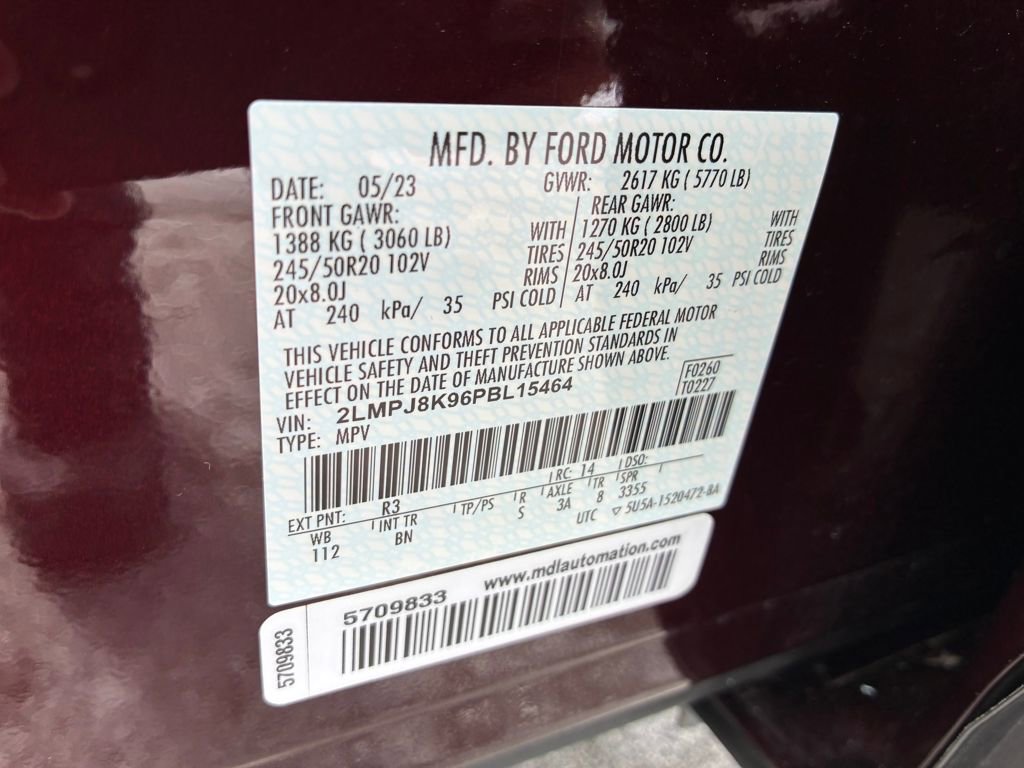 MFD. BY FORD MOTOR CO.
DATE: 05/23 GVWR: 2617 KG ( 5770 LB)
FRONT GAWR: REAR GAWR:
1388 KG ( 3060 LB) WITH 1270 KG ( 2800 LB) WITH
245/50R20 102V TIRES 245/50R20 102V TIRES
20x8.0J RIMS 20x8.0J RIMS
AT 240 kPa/ 35 PSI COLD AT 240 kPa/ 35 PSI COLD
THIS VEHICLE CONFORMS TO ALL APPLICABLE FEDERAL MOTOR
VEHICLE SAFETY AND THEFT PREVENTION STANDARDS IN
EFFECT ON THE DATE OF MANUFACTURE SHOWN ABOVE.
VIN: 2LMPJ8K96PBL15464 F0260
TYPE: MPV T0227
EXT PNT: R3 RC: 14 DSO:
WB INT TR TP/PS R AXLE TR SPR
112 BN S 3A 8 3355
UTC ▽ 5U5A-1520472-BA
5709833 www.mdlautomation.com
5709833